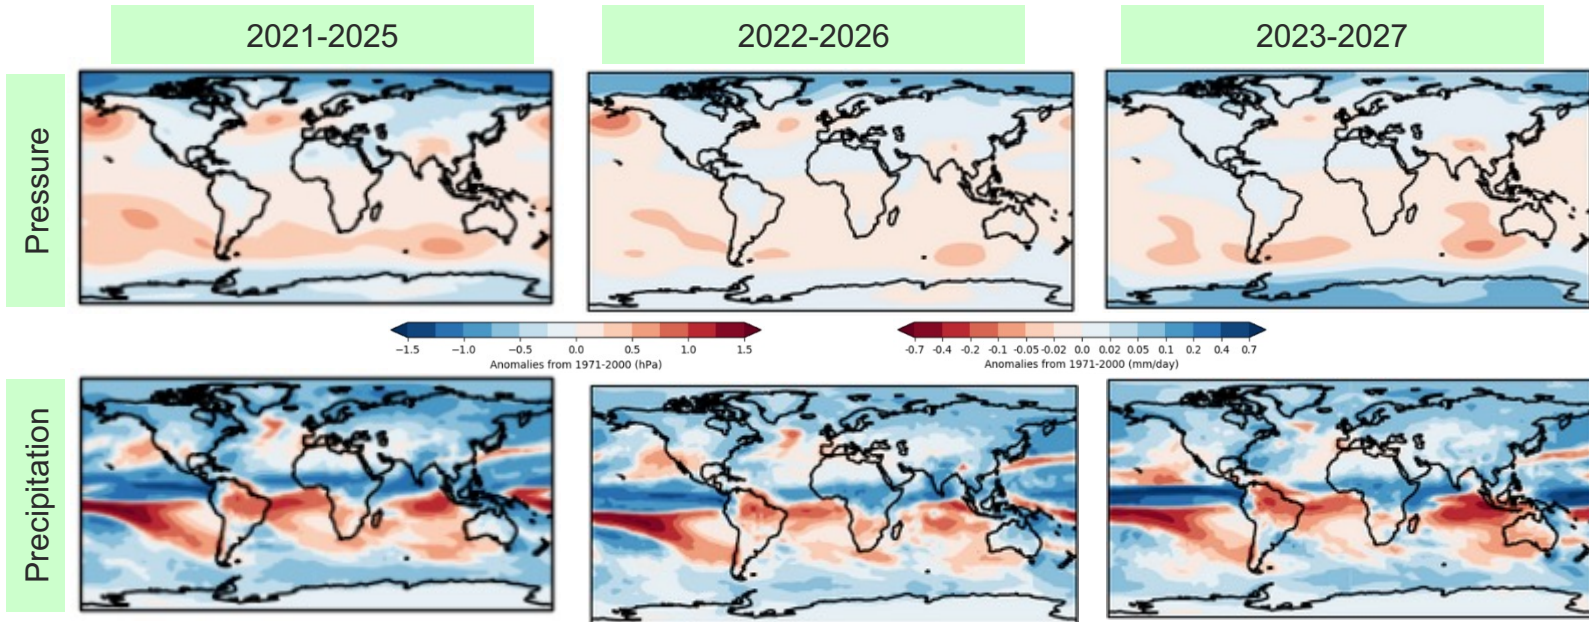 2021-2025
2022-2026
2023-2027
Pressure
−1.5 −1.0 −0.5 0.0 0.5 1.0 1.5
Anomalies from 1971-2000 (hPa)
-0.7 -0.4 -0.2 -0.1 -0.05 -0.02 0.0 0.02 0.05 0.1 0.2 0.4 0.7
Anomalies from 1971-2000 (mm/day)
Precipitation